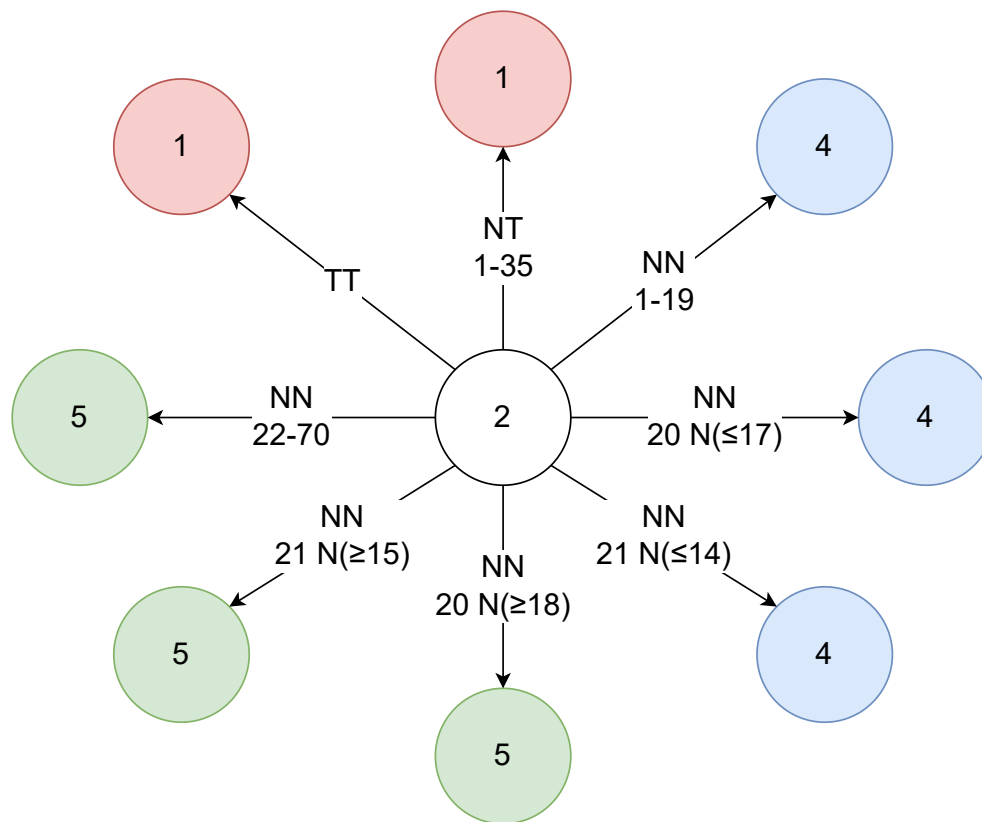 1
1
4
NT
1-35
NN
1-19
TT
5
NN
22-70
2
NN
20 N(≤17)
4
NN
21 N(≥15)
NN
20 N(≥18)
NN
21 N(≤14)
5
5
4